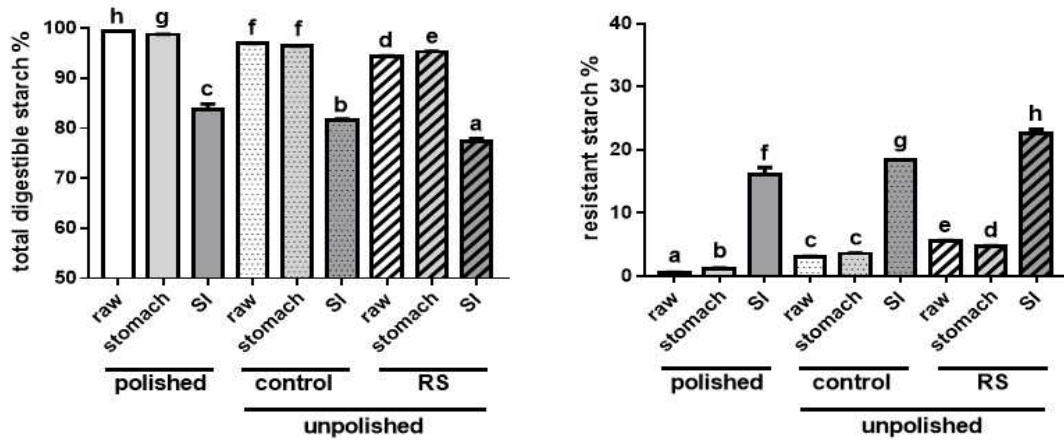 total digestible starch %
100
90
80
70
60
50
h
g
c
f
f
b
d
e
a
raw
stomach
SI
raw
stomach
SI
raw
stomach
SI
polished
control
RS
unpolished
resistant starch %
40
30
20
10
0
a
b
f
c
c
g
e
d
h
raw
stomach
SI
raw
stomach
SI
raw
stomach
SI
polished
control
RS
unpolished